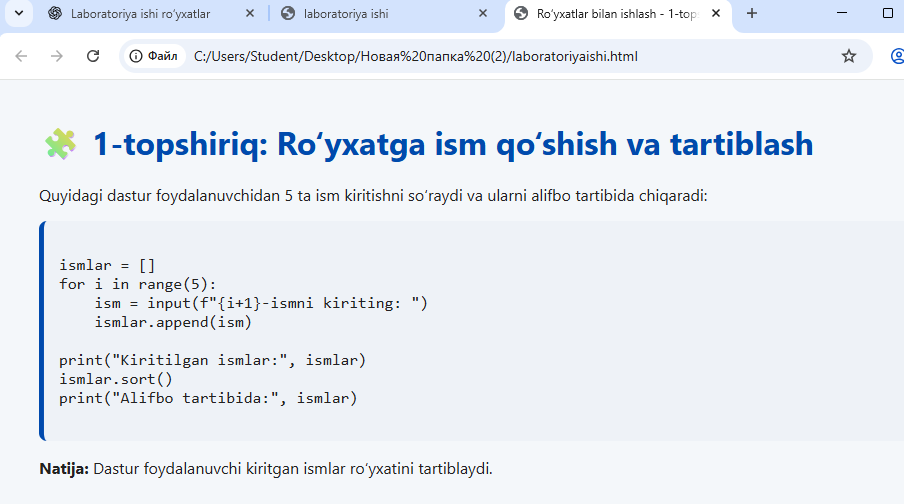 Laboratoriya ishi ro‘yxatlar
laboratoriya ishi
Ro‘yxatlar bilan ishlash - 1-top
Файл
C:/Users/Student/Desktop/Новая%20папка%20(2)/laboratoriyaishi.html
1-topshiriq: Ro‘yxatga ism qo‘shish va tartiblash
Quyidagi dastur foydalanuvchidan 5 ta ism kiritishni so‘raydi va ularni alifbo tartibida chiqaradi:
ismlar = []
for i in range(5):
    ism = input(f"{i+1}-ismni kiriting: ")
    ismlar.append(ism)
print("Kiritilgan ismlar:", ismlar)
ismlar.sort()
print("Alifbo tartibida:", ismlar)
Natija: Dastur foydalanuvchi kiritgan ismlar ro‘yxatini tartiblaydi.